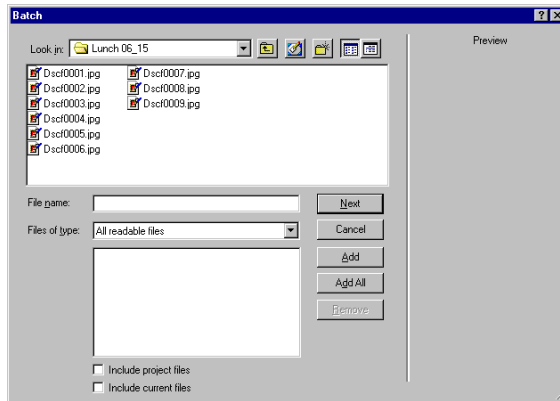 Batch
Look in: Lunch 06_15
Preview
Dscf0001.jpg
Dscf0002.jpg
Dscf0003.jpg
Dscf0004.jpg
Dscf0005.jpg
Dscf0006.jpg
Dscf0007.jpg
Dscf0008.jpg
Dscf0009.jpg
File name:
Next
Files of type: All readable files
Cancel
Add
Add All
Remove
Include project files
Include current files